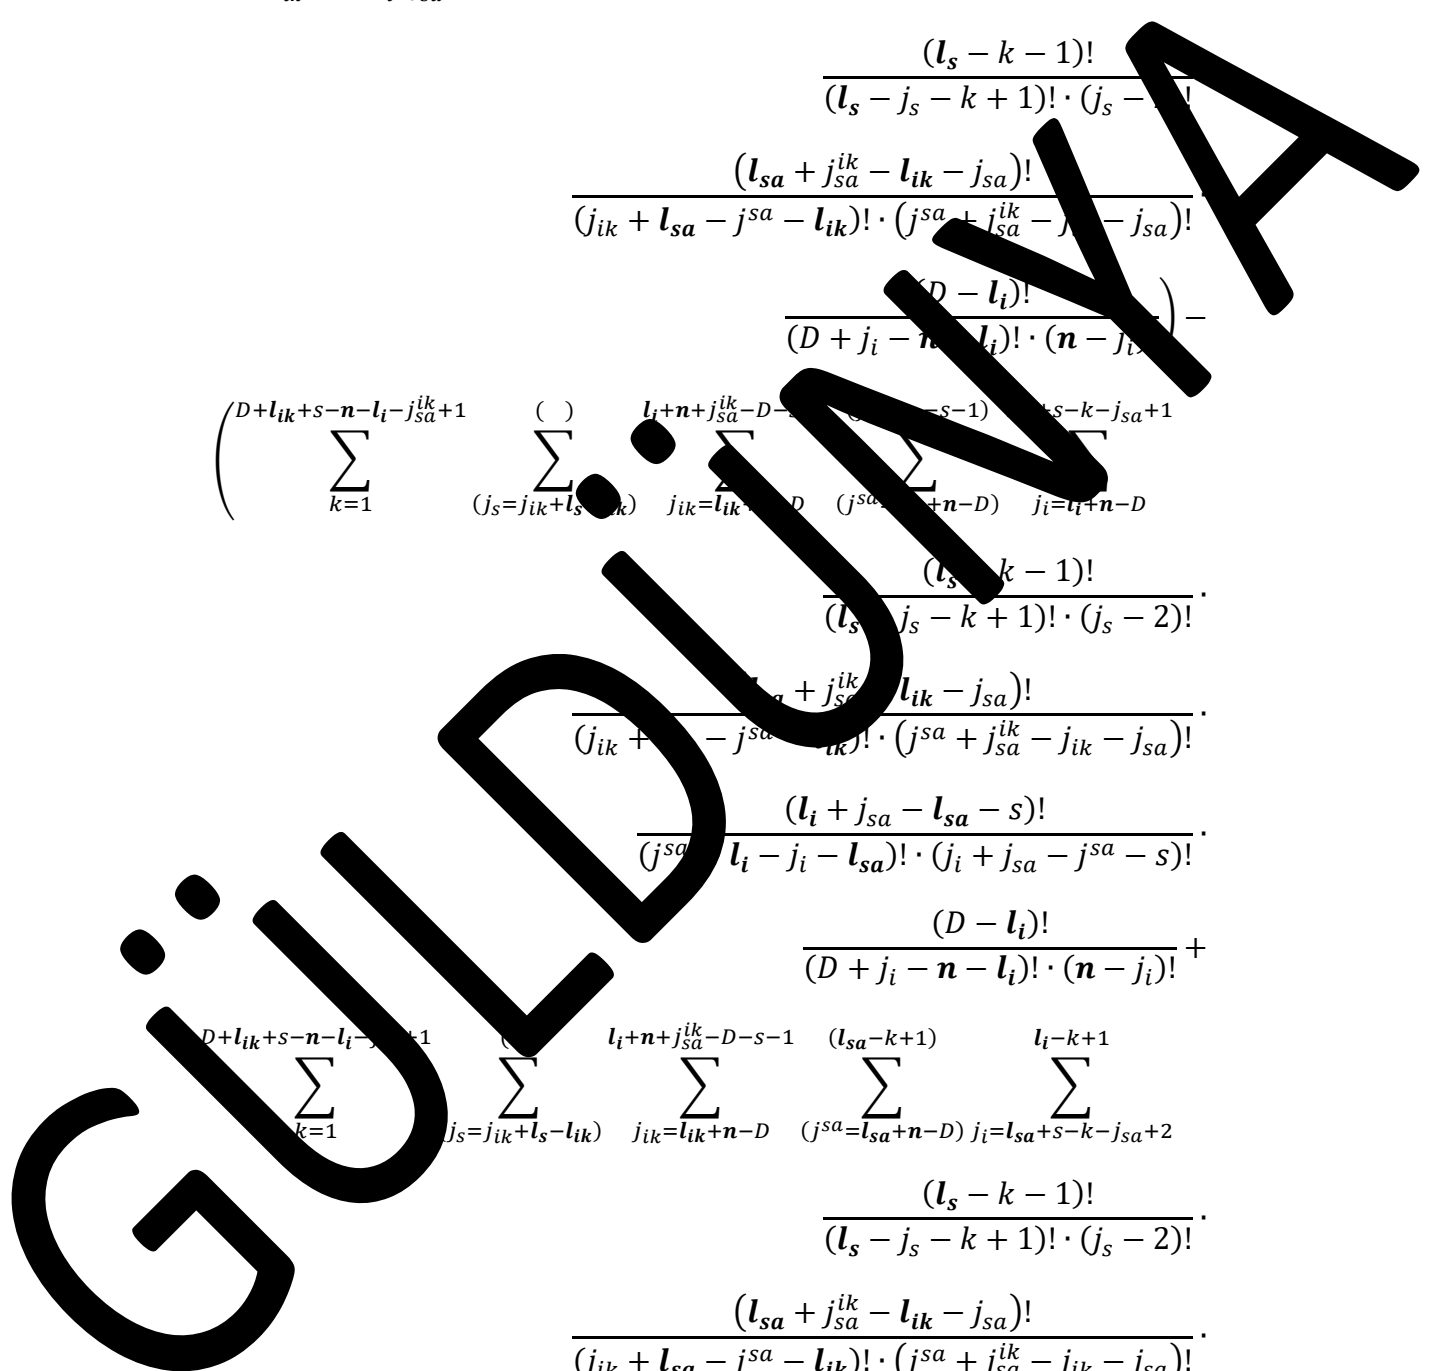 (l_s − k − 1)!
(l_s − j_s − k + 1)! · (j_s −
(l_sa + j_sa^ik − l_ik − j_sa)!
(j_ik + l_sa − j^sa − l_ik)! · (j^sa + j_sa^ik − − j_sa)!
(D − l_i)!
(D + j_i − n l_i)! · (n − j_i ) −
D+l_ik+s−n−l_i−j_sa^ik+1 ( ) l_i+n+j_sa^ik−D− −s−1) +s−k−j_sa+1
( ∑ ∑ ∑ ∑ ∑
k=1 (j_s=j_ik+l_s ) j_ik=l_ik D (j^sa +n−D) j_i=l_i+n−D
(l_s k − 1)!
(l_s j_s − k + 1)! · (j_s − 2)! ·
+ j_sa^ik l_ik − j_sa)!
(j_ik + − j^sa l_ik)! · (j^sa + j_sa^ik − j_ik − j_sa)! ·
(l_i + j_sa − l_sa − s)!
(j^sa l_i − j_i − l_sa)! · (j_i + j_sa − j^sa − s)! ·
(D − l_i)!
(D + j_i − n − l_i)! · (n − j_i)! +
D+l_ik+s−n−l_i− +1 l_i+n+j_sa^ik−D−s−1 (l_sa−k+1) l_i−k+1
∑ ∑ ∑ ∑ ∑
k=1 j_s=j_ik+l_s−l_ik) j_ik=l_ik+n−D (j^sa=l_sa+n−D) j_i=l_sa+s−k−j_sa+2
(l_s − k − 1)!
(l_s − j_s − k + 1)! · (j_s − 2)! ·
(l_sa + j_sa^ik − l_ik − j_sa)!
(j_ik + l_sa − j^sa − l_ik)! · (j^sa + j_sa^ik − j_ik − j_sa)! ·
GÜLDÜNYA